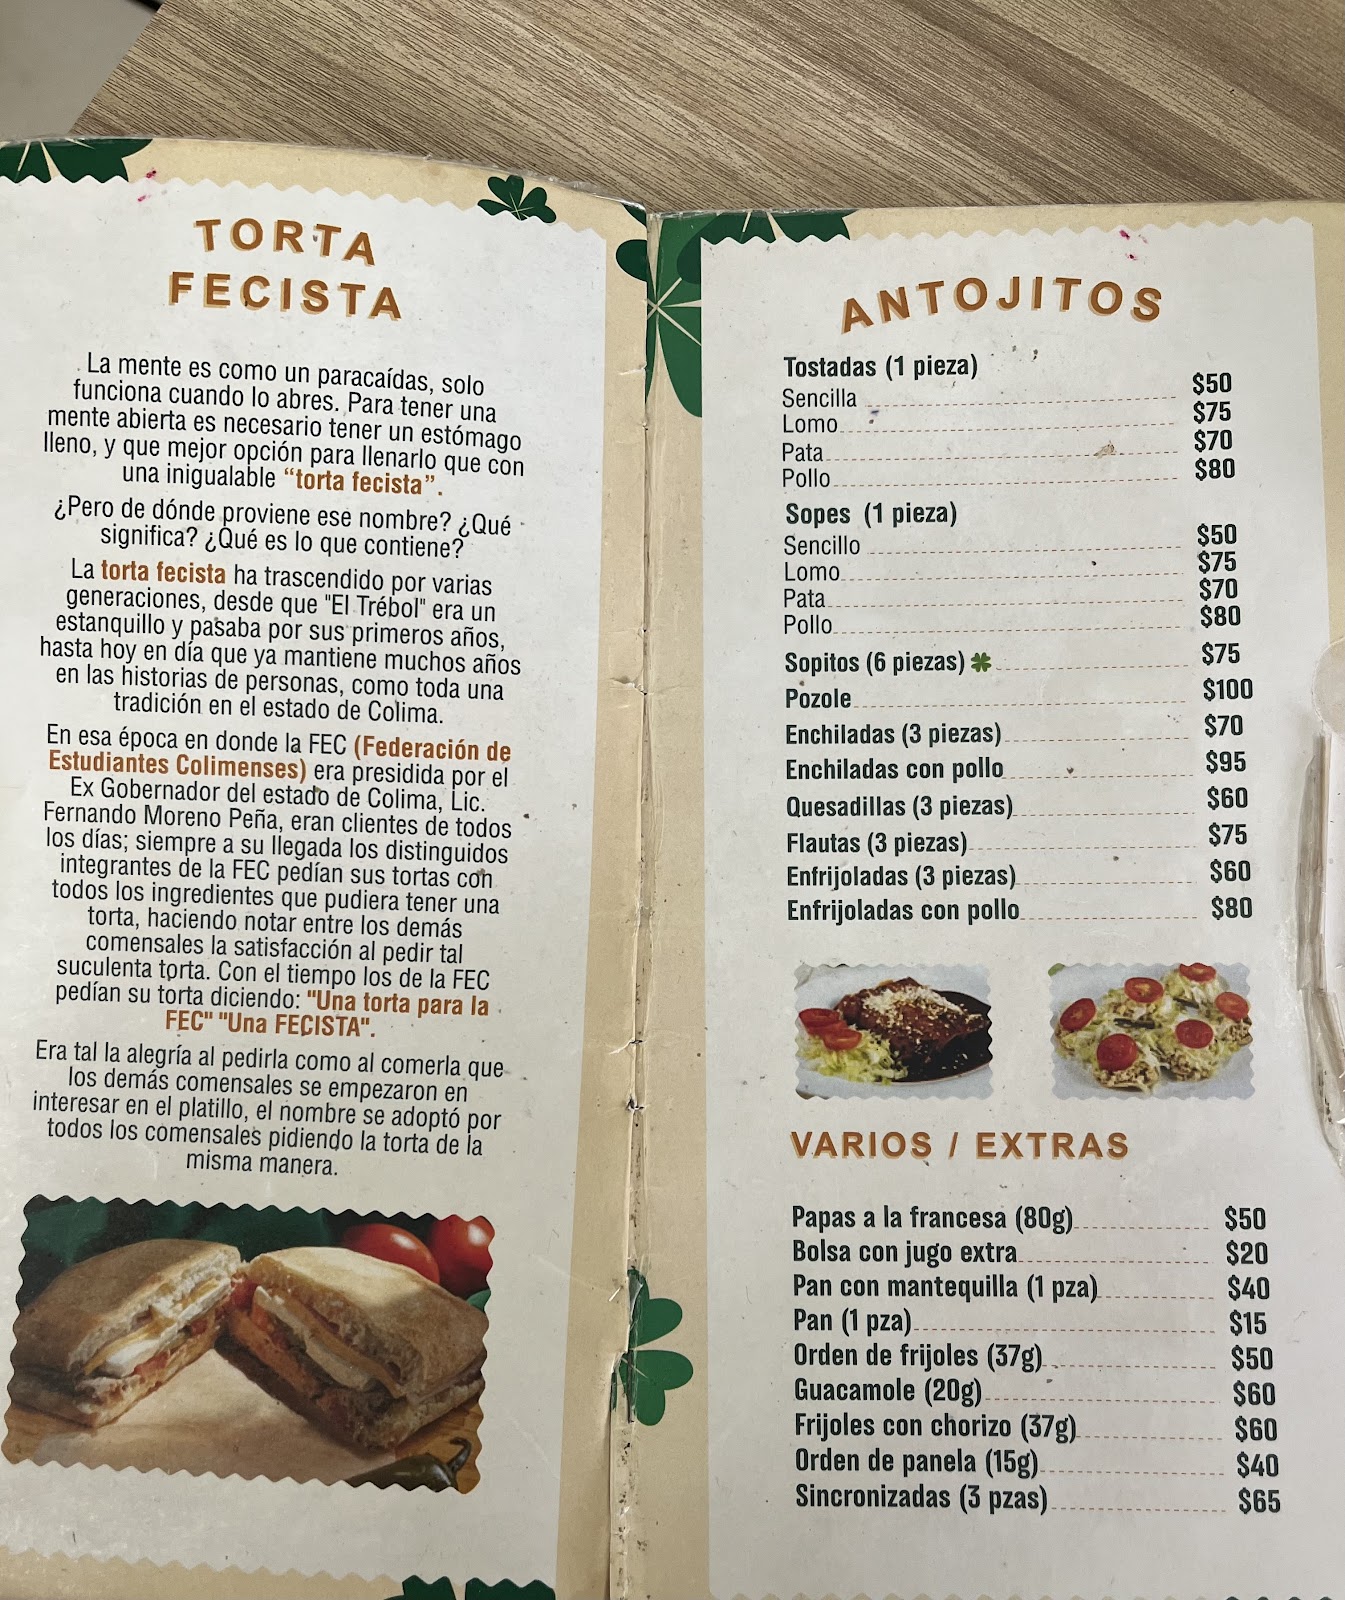 TORTA
FECISTA
La mente es como un paracaídas, solo
funciona cuando lo abres. Para tener una
mente abierta es necesario tener un estómago
lleno, y que mejor opción para llenarlo que con
una inigualable “torta fecista”.
¿Pero de dónde proviene ese nombre? ¿Qué
significa? ¿Qué es lo que contiene?
La torta fecista ha trascendido por varias
generaciones, desde que "El Trébol" era un
estanquillo y pasaba por sus primeros años,
hasta hoy en día que ya mantiene muchos años
en las historias de personas, como toda una
tradición en el estado de Colima.
En esa época en donde la FEC (Federación de
Estudiantes Colimenses) era presidida por el
Ex Gobernador del estado de Colima, Lic.
Fernando Moreno Peña, eran clientes de todos
los días; siempre a su llegada los distinguidos
integrantes de la FEC pedían sus tortas con
todos los ingredientes que pudiera tener una
torta, haciendo notar entre los demás
comensales la satisfacción al pedir tal
suculenta torta. Con el tiempo los de la FEC
pedían su torta diciendo: "Una torta para la
FEC" "Una FECISTA".
Era tal la alegría al pedirla como al comerla que
los demás comensales se empezaron en
interesar en el platillo, el nombre se adoptó por
todos los comensales pidiendo la torta de la
misma manera.
ANTOJITOS
Tostadas (1 pieza)
Sencilla $50
Lomo $75
Pata $70
Pollo $80
Sopes (1 pieza)
Sencillo $50
Lomo $75
Pata $70
Pollo $80
Sopitos (6 piezas) $75
Pozole $100
Enchiladas (3 piezas) $70
Enchiladas con pollo $95
Quesadillas (3 piezas) $60
Flautas (3 piezas) $75
Enfrijoladas (3 piezas) $60
Enfrijoladas con pollo $80
VARIOS / EXTRAS
Papas a la francesa (80g) $50
Bolsa con jugo extra $20
Pan con mantequilla (1 pza) $40
Pan (1 pza) $15
Orden de frijoles (37g) $50
Guacamole (20g) $60
Frijoles con chorizo (37g) $60
Orden de panela (15g) $40
Sincronizadas (3 pzas) $65